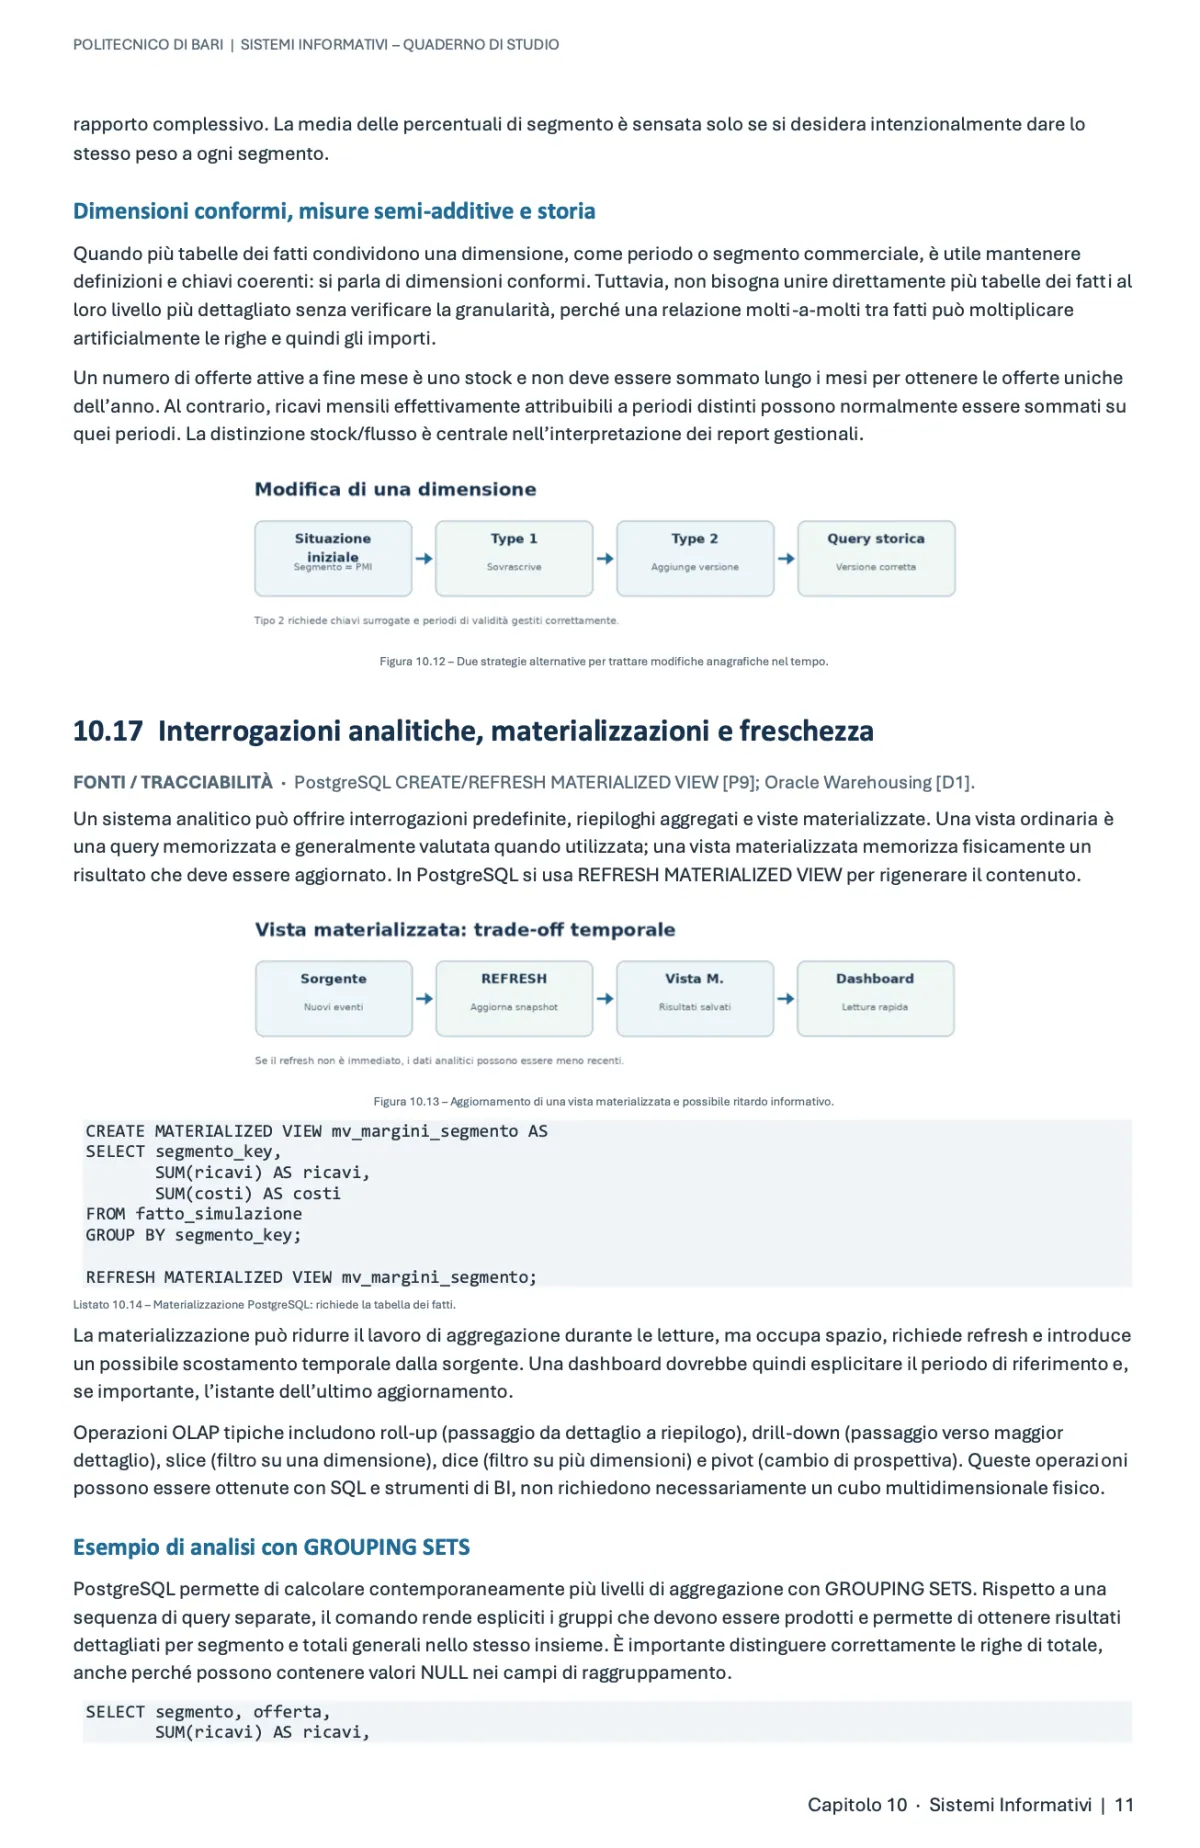 POLITECNICO DI BARI | SISTEMI INFORMATIVI – QUADERNO DI STUDIO
rapporto complessivo. La media delle percentuali di segmento è sensata solo se si desidera intenzionalmente dare lo
stesso peso a ogni segmento.
Dimensioni conformi, misure semi-additive e storia
Quando più tabelle dei fatti condividono una dimensione, come periodo o segmento commerciale, è utile mantenere
definizioni e chiavi coerenti: si parla di dimensioni conformi. Tuttavia, non bisogna unire direttamente più tabelle dei fatti al
loro livello più dettagliato senza verificare la granularità, perché una relazione molti-a-molti tra fatti può moltiplicare
artificialmente le righe e quindi gli importi.
Un numero di offerte attive a fine mese è uno stock e non deve essere sommato lungo i mesi per ottenere le offerte uniche
dell’anno. Al contrario, ricavi mensili effettivamente attribuibili a periodi distinti possono normalmente essere sommati su
quei periodi. La distinzione stock/flusso è centrale nell’interpretazione dei report gestionali.
Modifica di una dimensione
Situazione
iniziale
Segmento = PMI
Type 1
Sovrascrive
Type 2
Aggiunge versione
Query storica
Versione corretta
Tipo 2 richiede chiavi surrogate e periodi di validità gestiti correttamente.
Figura 10.12 – Due strategie alternative per trattare modifiche anagrafiche nel tempo.
10.17 Interrogazioni analitiche, materializzazioni e freschezza
FONTI / TRACCIABILITÀ · PostgreSQL CREATE/REFRESH MATERIALIZED VIEW [P9]; Oracle Warehousing [D1].
Un sistema analitico può offrire interrogazioni predefinite, riepiloghi aggregati e viste materializzate. Una vista ordinaria è
una query memorizzata e generalmente valutata quando utilizzata; una vista materializzata memorizza fisicamente un
risultato che deve essere aggiornato. In PostgreSQL si usa REFRESH MATERIALIZED VIEW per rigenerare il contenuto.
Vista materializzata: trade-off temporale
Sorgente
Nuovi eventi
REFRESH
Aggiorna snapshot
Vista M.
Risultati salvati
Dashboard
Lettura rapida
Se il refresh non è immediato, i dati analitici possono essere meno recenti.
Figura 10.13 – Aggiornamento di una vista materializzata e possibile ritardo informativo.
CREATE MATERIALIZED VIEW mv_margini_segmento AS
SELECT segmento_key,
       SUM(ricavi) AS ricavi,
       SUM(costi) AS costi
FROM fatto_simulazione
GROUP BY segmento_key;
REFRESH MATERIALIZED VIEW mv_margini_segmento;
Listato 10.14 – Materializzazione PostgreSQL: richiede la tabella dei fatti.
La materializzazione può ridurre il lavoro di aggregazione durante le letture, ma occupa spazio, richiede refresh e introduce
un possibile scostamento temporale dalla sorgente. Una dashboard dovrebbe quindi esplicitare il periodo di riferimento e,
se importante, l’istante dell’ultimo aggiornamento.
Operazioni OLAP tipiche includono roll-up (passaggio da dettaglio a riepilogo), drill-down (passaggio verso maggior
dettaglio), slice (filtro su una dimensione), dice (filtro su più dimensioni) e pivot (cambio di prospettiva). Queste operazioni
possono essere ottenute con SQL e strumenti di BI, non richiedono necessariamente un cubo multidimensionale fisico.
Esempio di analisi con GROUPING SETS
PostgreSQL permette di calcolare contemporaneamente più livelli di aggregazione con GROUPING SETS. Rispetto a una
sequenza di query separate, il comando rende espliciti i gruppi che devono essere prodotti e permette di ottenere risultati
dettagliati per segmento e totali generali nello stesso insieme. È importante distinguere correttamente le righe di totale,
anche perché possono contenere valori NULL nei campi di raggruppamento.
SELECT segmento, offerta,
       SUM(ricavi) AS ricavi,
Capitolo 10 · Sistemi Informativi | 11